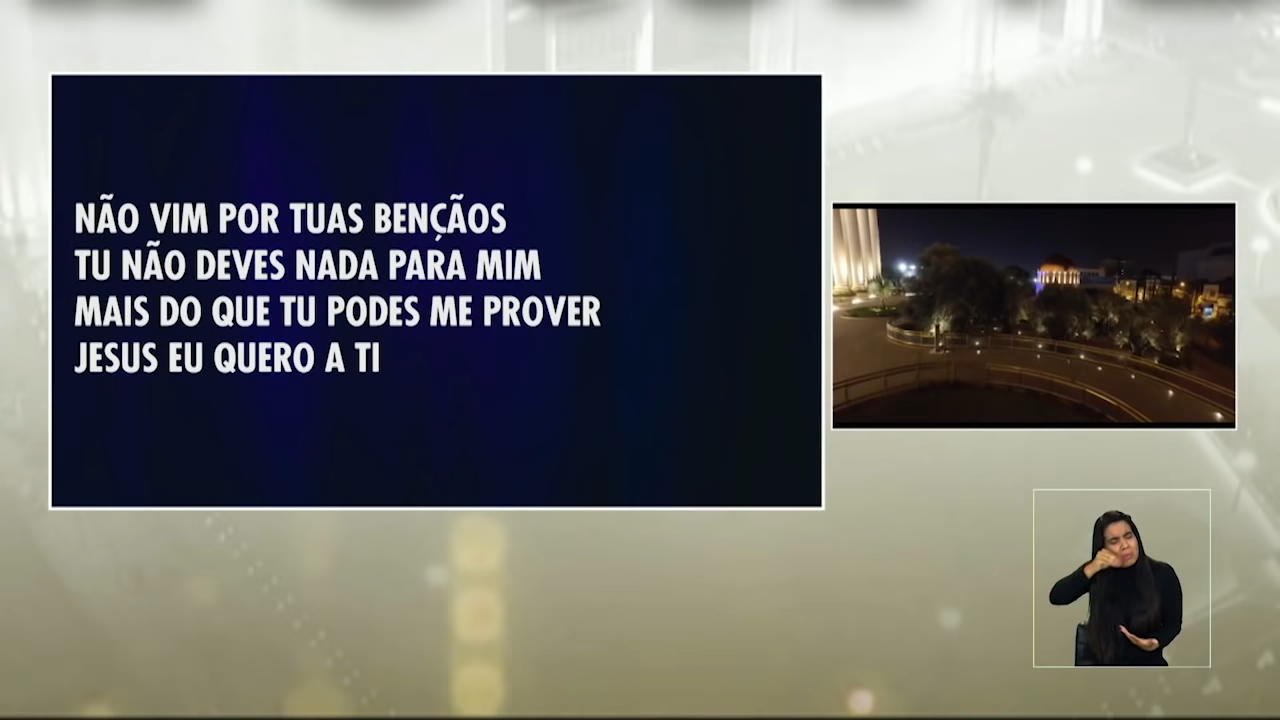 NÃO VIM POR TUAS BENÇÃOS
TU NÃO DEVES NADA PARA MIM
MAIS DO QUE TU PODES ME PROVER
JESUS EU QUERO A TI